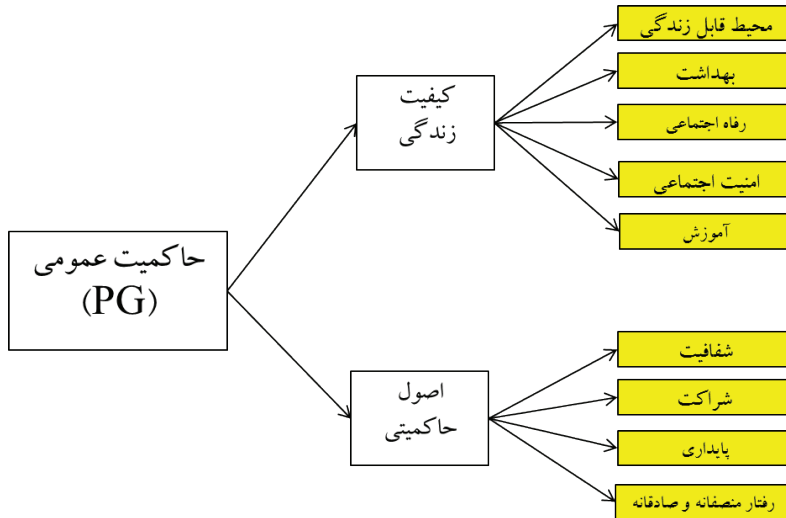 حاکمیت عمومی
(PG)
کیفیت
زندگی
محیط قابل زندگی
بهداشت
رفاه اجتماعی
امنیت اجتماعی
آموزش
اصول
حاکمیتی
شفافیت
شراکت
پایداری
رفتار منصفانه و صادقانه